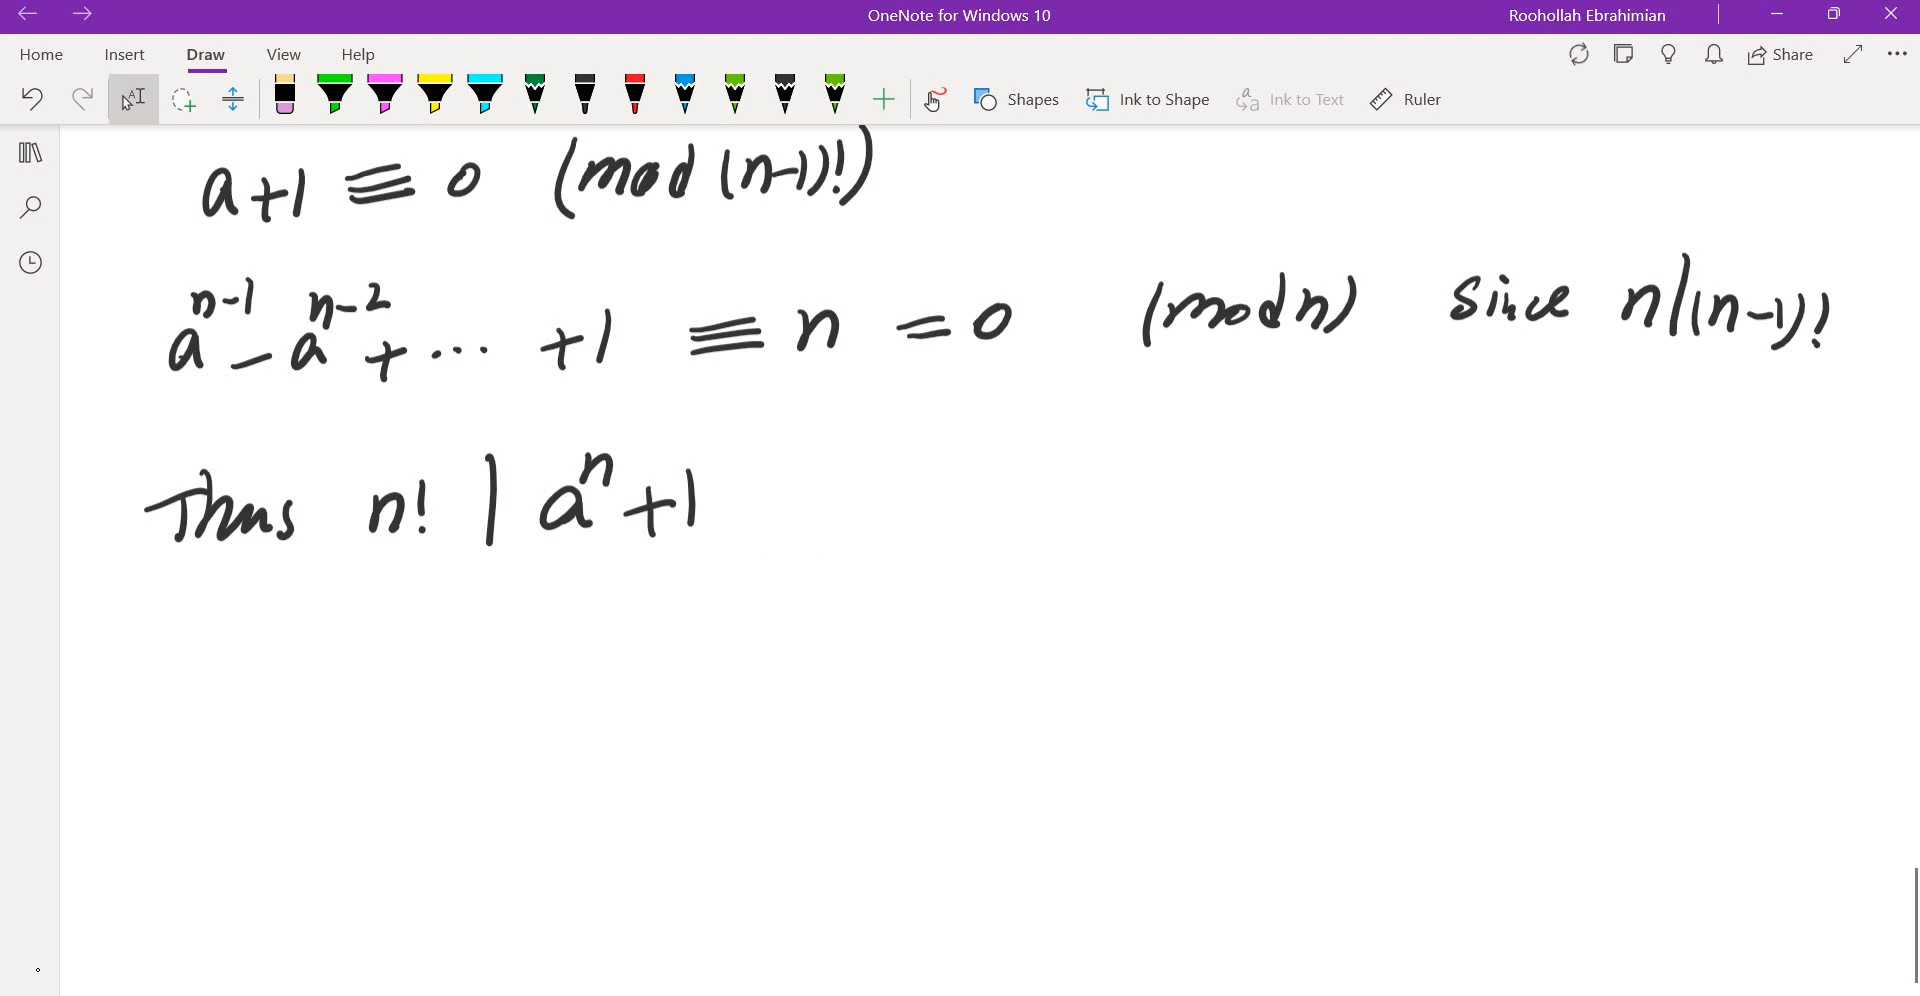 OneNote for Windows 10
Roohollah Ebrahimian
Home Insert Draw View Help
Share
Shapes Ink to Shape Ink to Text Ruler
a+1 ≡ 0 (mod (n-1)!)
a^{n-1} - a^{n-2} + ... + 1 ≡ n = 0 (mod n) since n|(n-1)!
Thus n! | a^n + 1